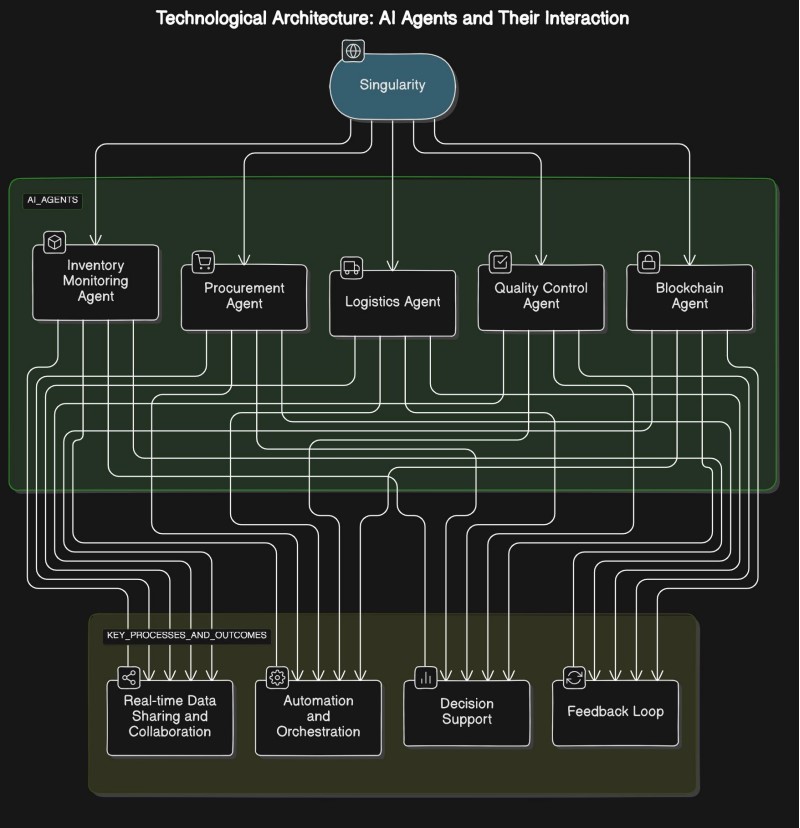 Technological Architecture: AI Agents and Their Interaction
Singularity
AI_AGENTS
Inventory
Monitoring
Agent
Procurement
Agent
Logistics Agent
Quality Control
Agent
Blockchain
Agent
KEY_PROCESSES_AND_OUTCOMES
Real-time Data
Sharing and
Collaboration
Automation
and
Orchestration
Decision
Support
Feedback Loop